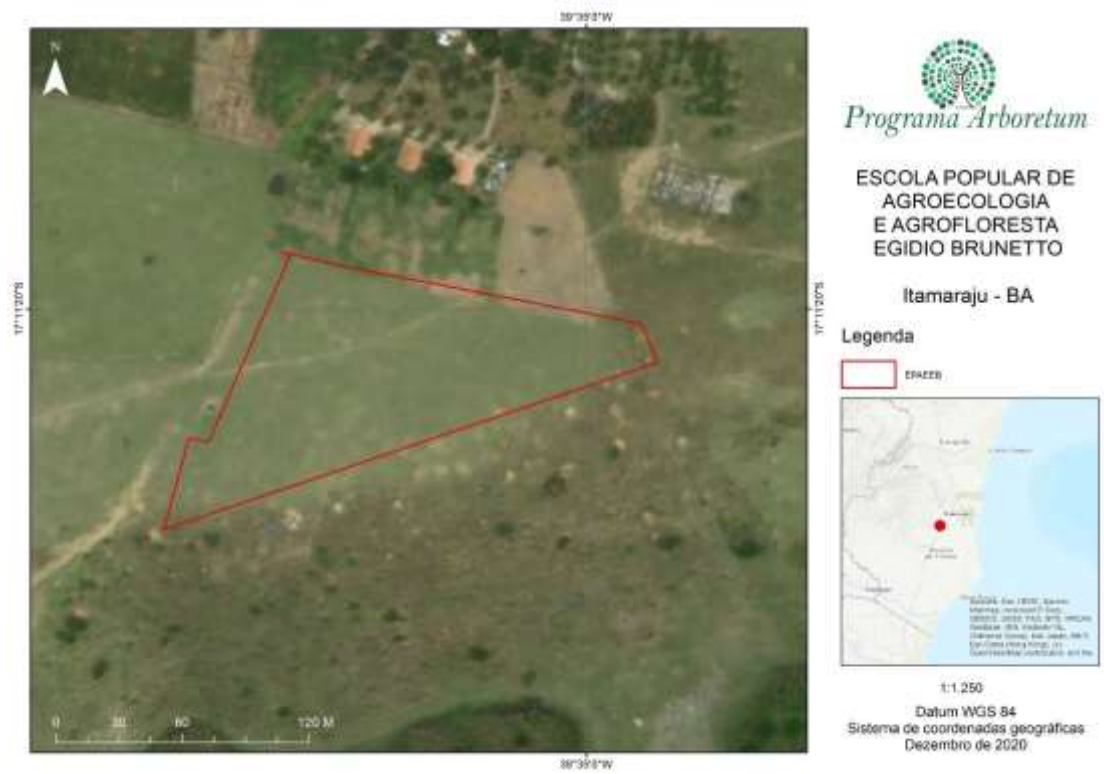 39°39'0"W
N
17°11'20"S
17°11'20"S
0 30 60 120 M
39°39'0"W
Programa Arboretum
ESCOLA POPULAR DE
AGROECOLOGIA
E AGROFLORESTA
EGIDIO BRUNETTO
Itamaraju - BA
Legenda
EPAEEB
1:1.250
Datum WGS 84
Sistema de coordenadas geográficas
Dezembro de 2020